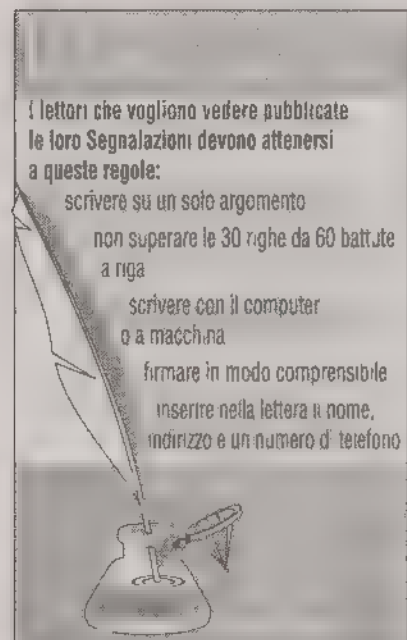 I lettori che vogliono vedere pubblicate
le loro Segnalazioni devono attenersi
a queste regole:
scrivere su un solo argomento
non superare le 30 righe da 60 battute
a riga
scrivere con il computer
o a macchina
firmare in modo comprensibile
inserire nella lettera il nome,
indirizzo e un numero di telefono